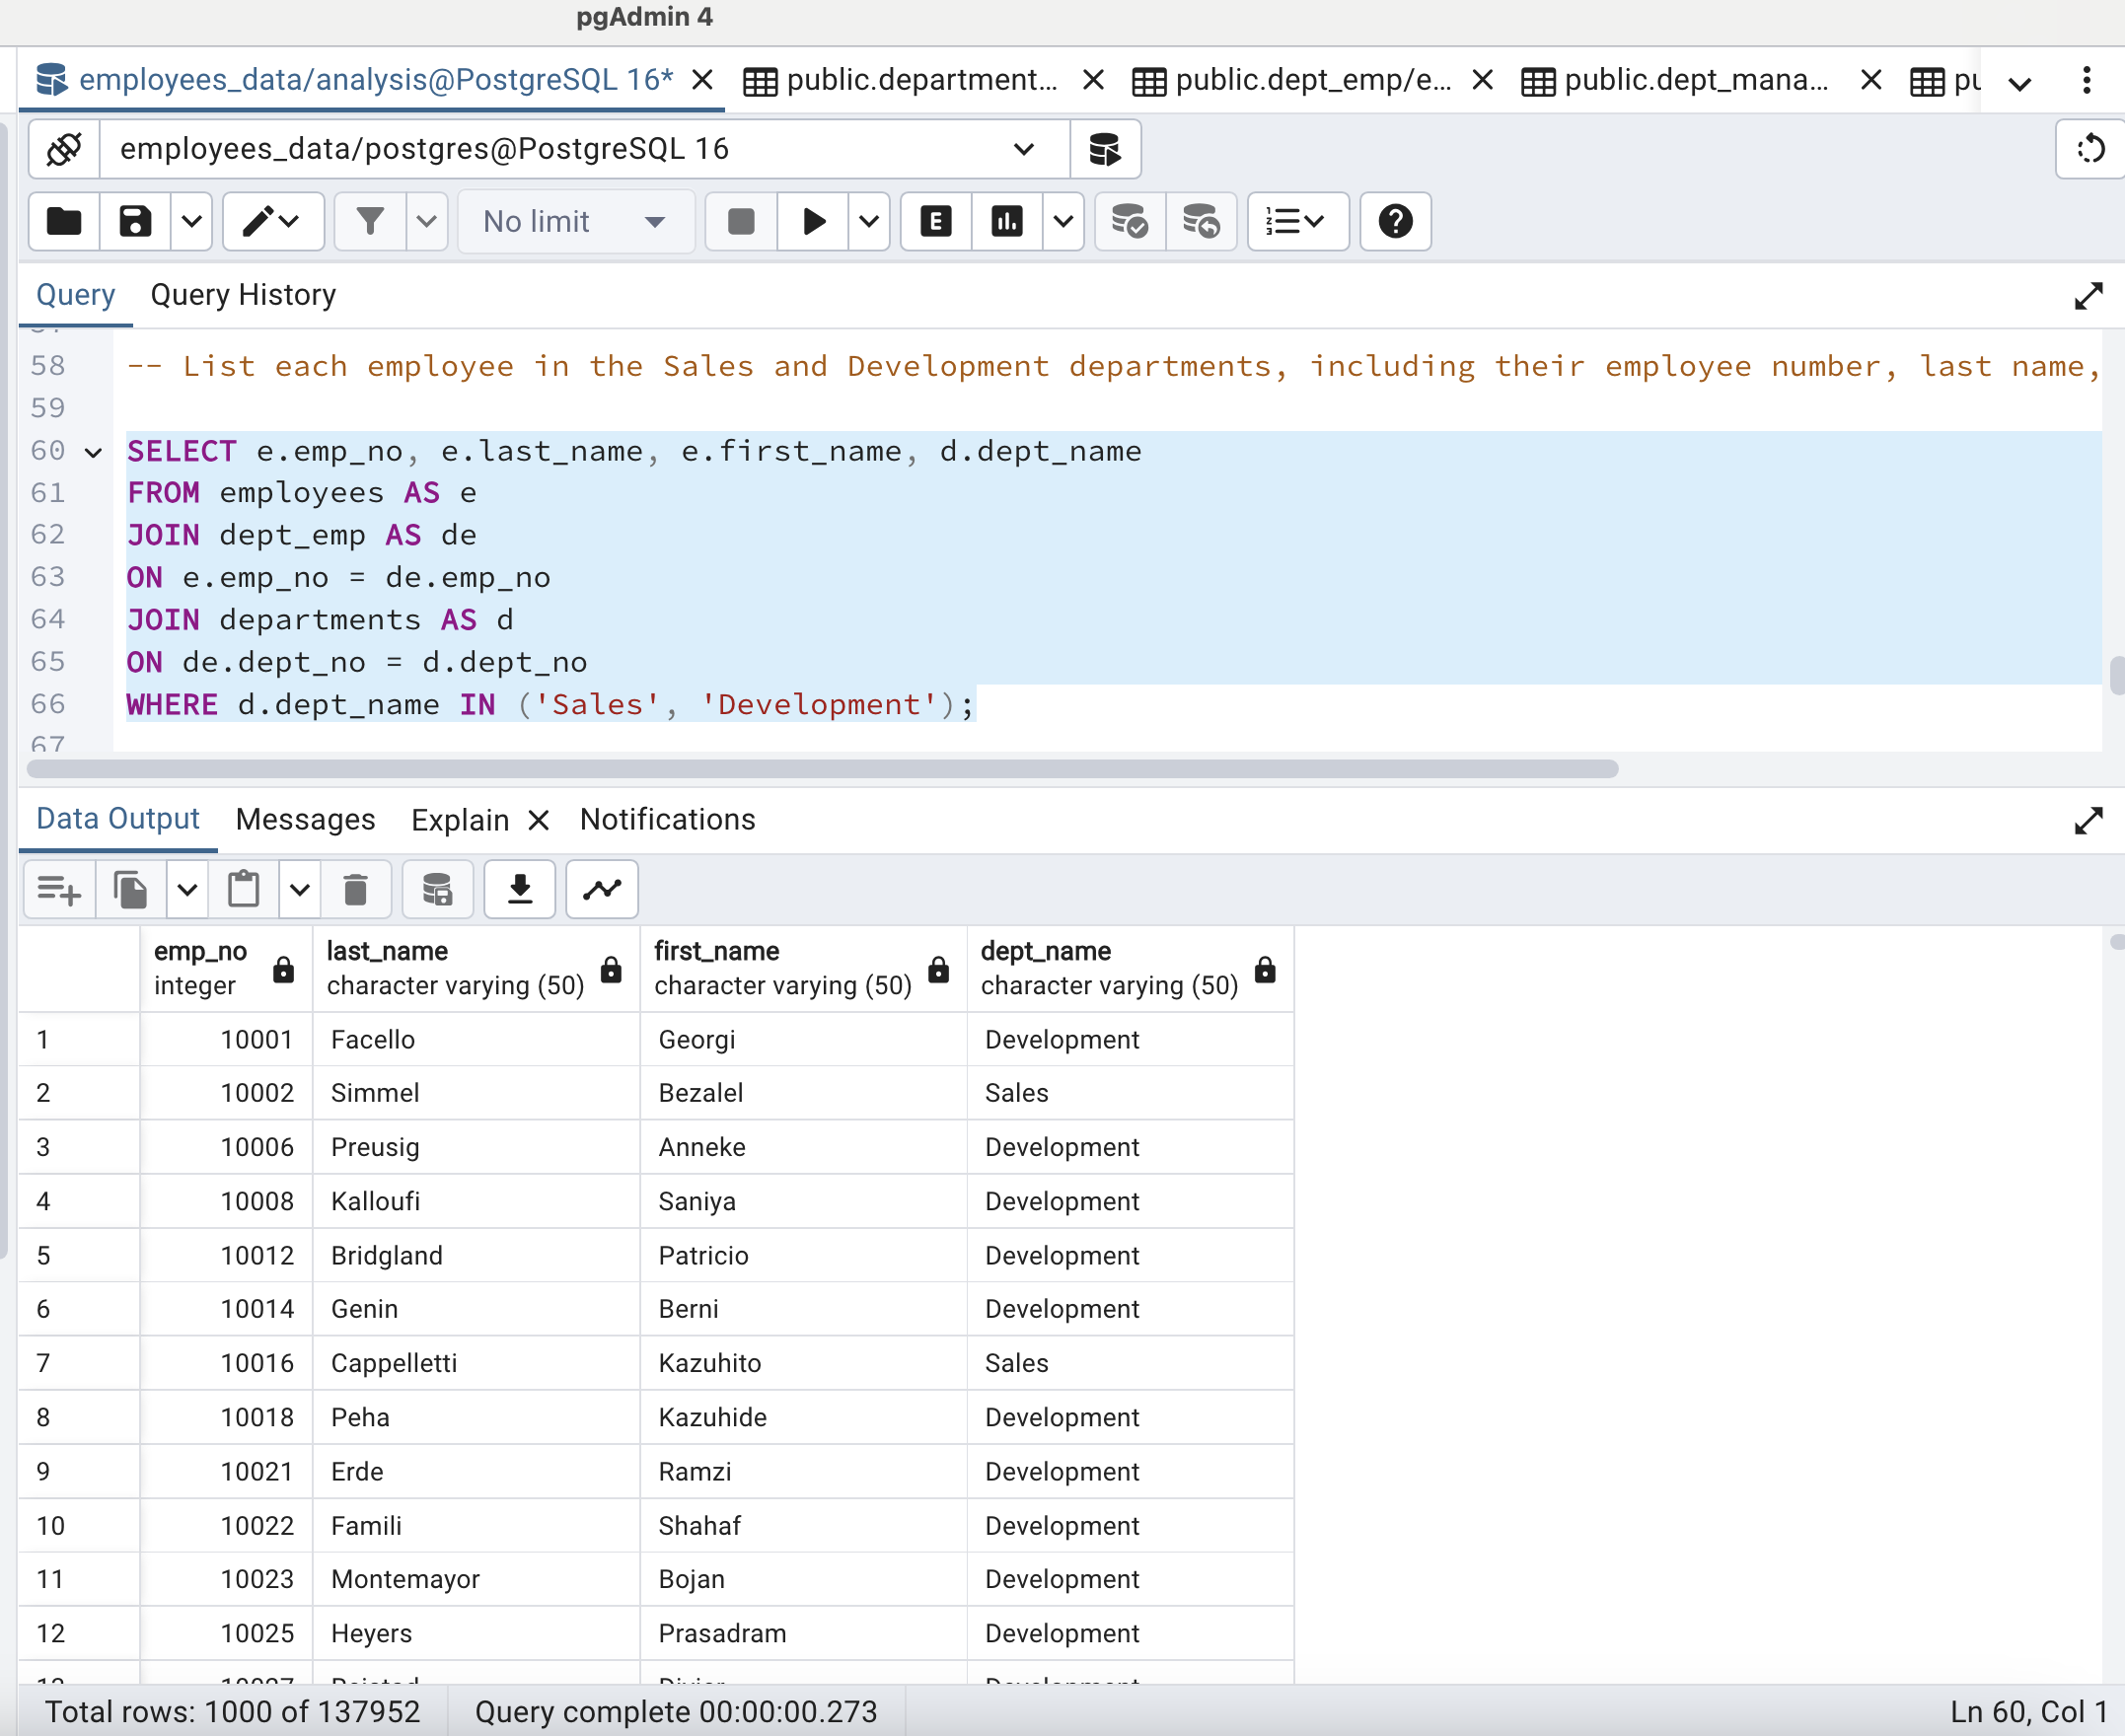 pgAdmin 4
employees_data/analysis@PostgreSQL 16* public.department... public.dept_emp/e... public.dept_mana... pu
employees_data/postgres@PostgreSQL 16
No limit E
Query Query History
58 -- List each employee in the Sales and Development departments, including their employee number, last name,
59
60 SELECT e.emp_no, e.last_name, e.first_name, d.dept_name
61 FROM employees AS e
62 JOIN dept_emp AS de
63 ON e.emp_no = de.emp_no
64 JOIN departments AS d
65 ON de.dept_no = d.dept_no
66 WHERE d.dept_name IN ('Sales', 'Development');
67
Data Output Messages Explain Notifications
emp_no last_name first_name dept_name
integer character varying (50) character varying (50) character varying (50)
1 10001 Facello Georgi Development
2 10002 Simmel Bezalel Sales
3 10006 Preusig Anneke Development
4 10008 Kalloufi Saniya Development
5 10012 Bridgland Patricio Development
6 10014 Genin Berni Development
7 10016 Cappelletti Kazuhito Sales
8 10018 Peha Kazuhide Development
9 10021 Erde Ramzi Development
10 10022 Famili Shahaf Development
11 10023 Montemayor Bojan Development
12 10025 Heyers Prasadram Development
Total rows: 1000 of 137952 Query complete 00:00:00.273 Ln 60, Col 1